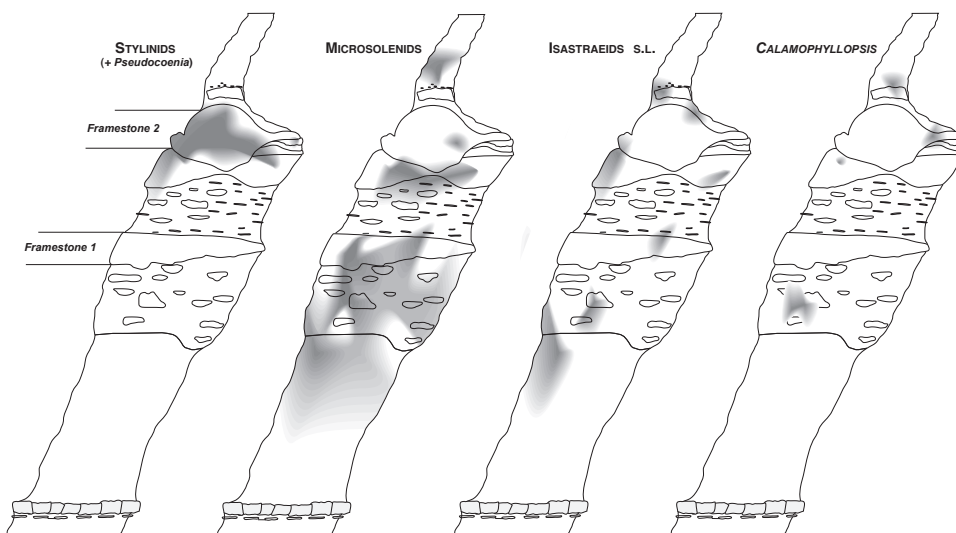 STYLINIDS
(+ Pseudocoenia)
MICROSOLENIDS
ISASTRAEIDS S.L.
CALAMOPHYLLOPSIS
Framestone 2
Framestone 1